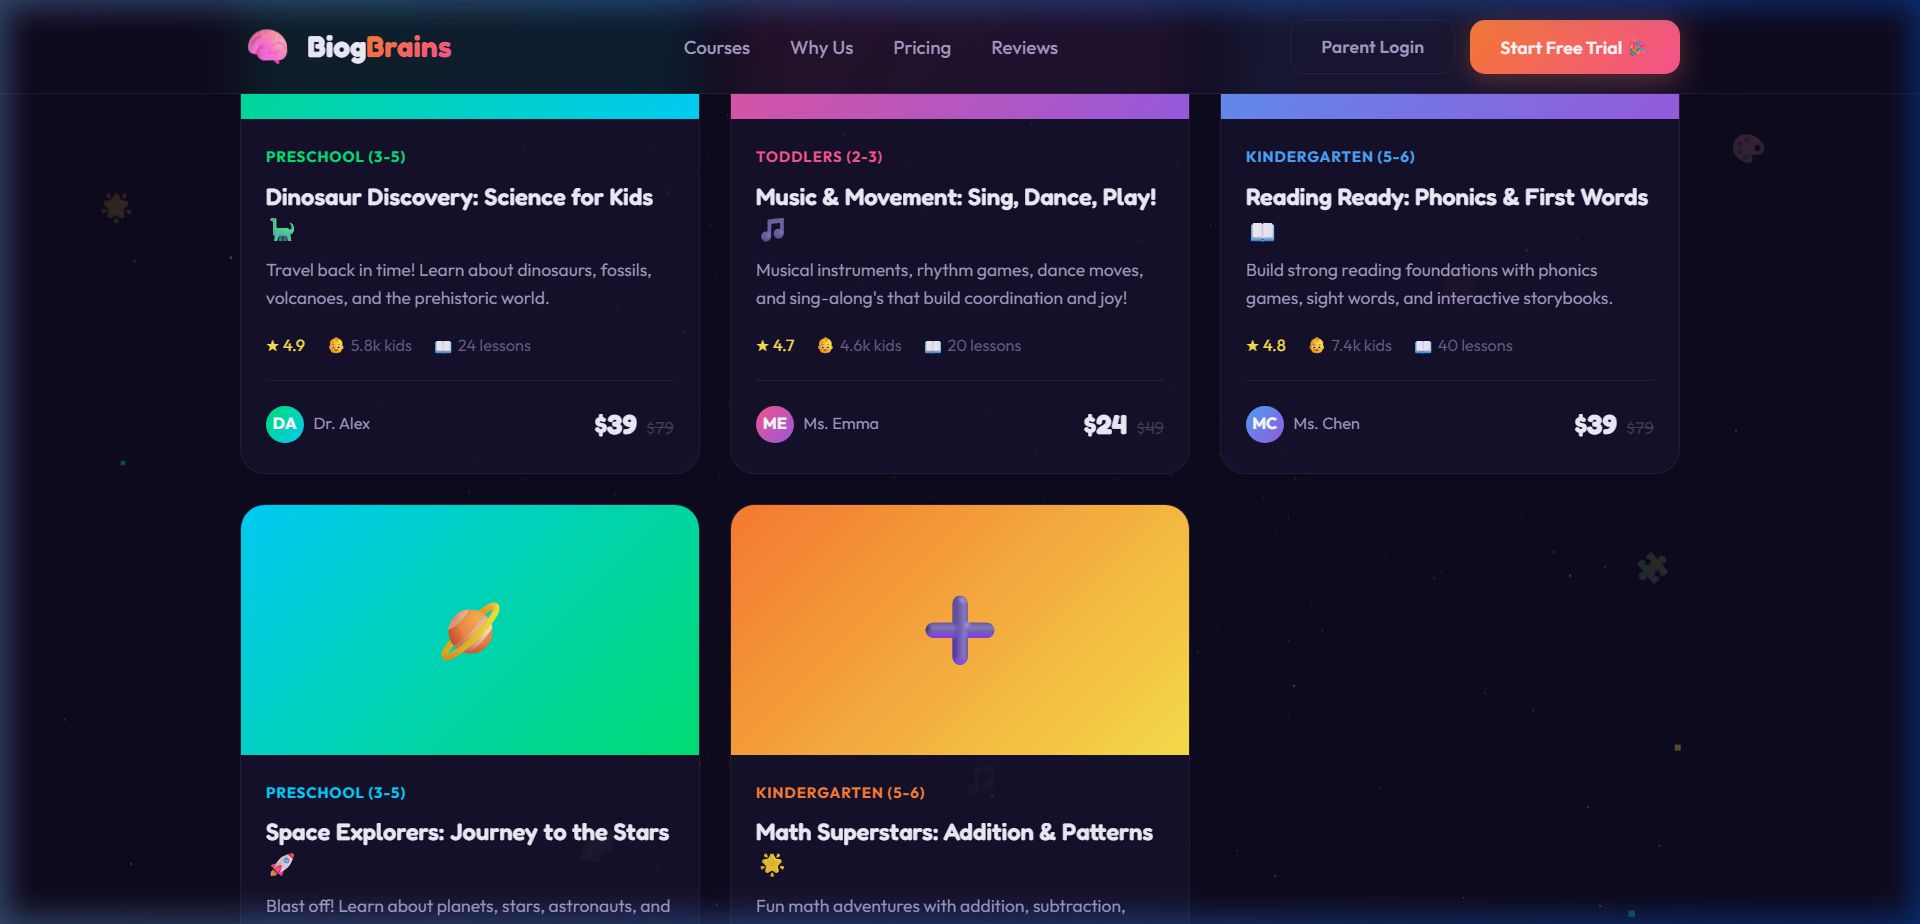 BiogBrains
Courses
Why Us
Pricing
Reviews
Parent Login
Start Free Trial 🎉
PRESCHOOL (3-5)
Dinosaur Discovery: Science for Kids
🦕
Travel back in time! Learn about dinosaurs, fossils,
volcanoes, and the prehistoric world.
★ 4.9 👶 5.8k kids 📖 24 lessons
DA Dr. Alex $39 $79
TODDLERS (2-3)
Music & Movement: Sing, Dance, Play!
🎵
Musical instruments, rhythm games, dance moves,
and sing-along's that build coordination and joy!
★ 4.7 👶 4.6k kids 📖 20 lessons
ME Ms. Emma $24 $49
KINDERGARTEN (5-6)
Reading Ready: Phonics & First Words
📖
Build strong reading foundations with phonics
games, sight words, and interactive storybooks.
★ 4.8 👶 7.4k kids 📖 40 lessons
MC Ms. Chen $39 $79
PRESCHOOL (3-5)
Space Explorers: Journey to the Stars
🚀
Blast off! Learn about planets, stars, astronauts, and
KINDERGARTEN (5-6)
Math Superstars: Addition & Patterns
🌟
Fun math adventures with addition, subtraction,